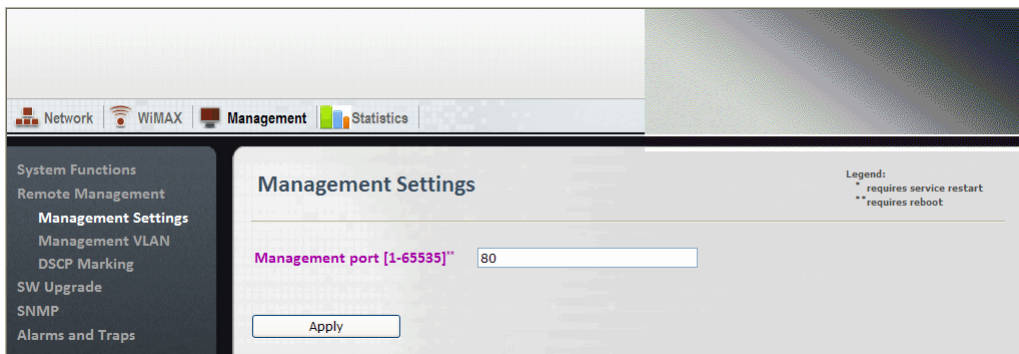 Network WiMAX Management Statistics
System Functions
Remote Management
Management Settings
Management VLAN
DSCP Marking
SW Upgrade
SNMP
Alarms and Traps
Management Settings
Legend:
* requires service restart
** requires reboot
Management port [1-65535]** 80
Apply